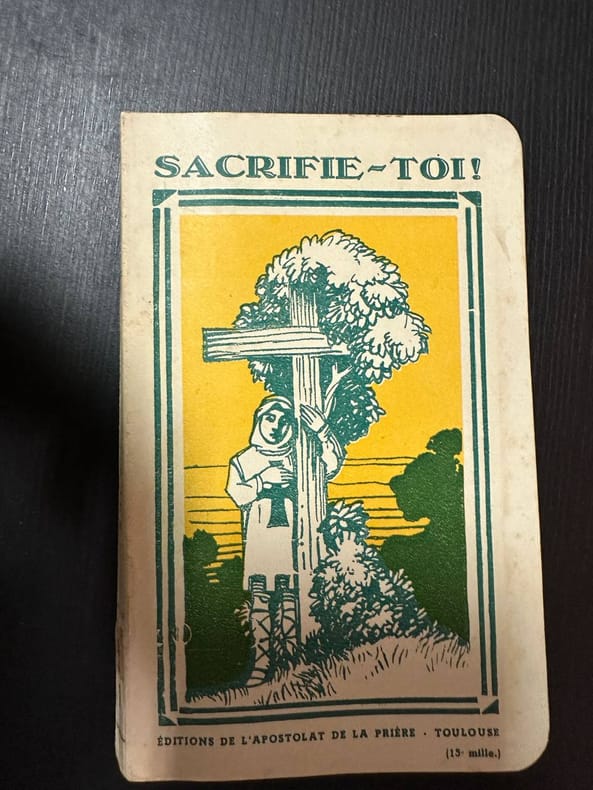 SACRIFIE-TOI!
ÉDITIONS DE L'APOSTOLAT DE LA PRIÈRE · TOULOUSE
(15ᵉ mille.)